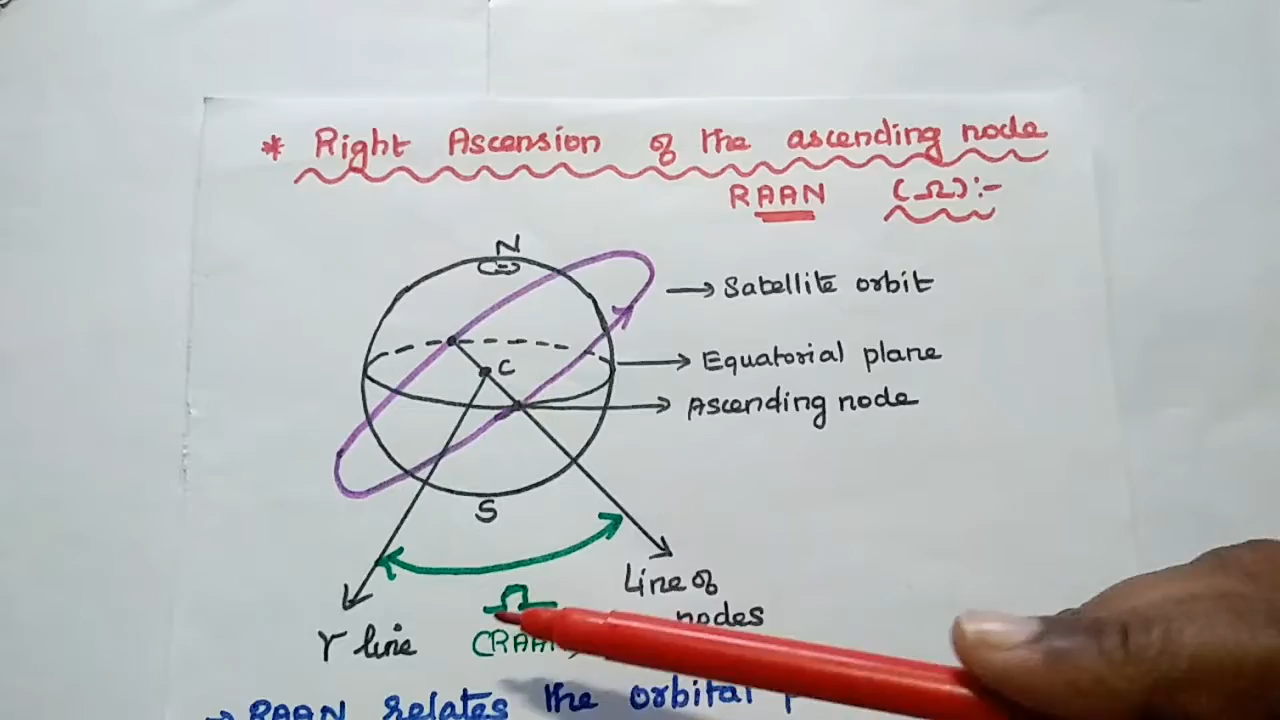 * Right Ascension of the ascending node
RAAN (Ω):-
N
→ Satellite orbit
C
→ Equatorial plane
→ Ascending node
S
Line of
nodes
Ω
ϒ line
(RAAN)
→ RAAN relates the orbital